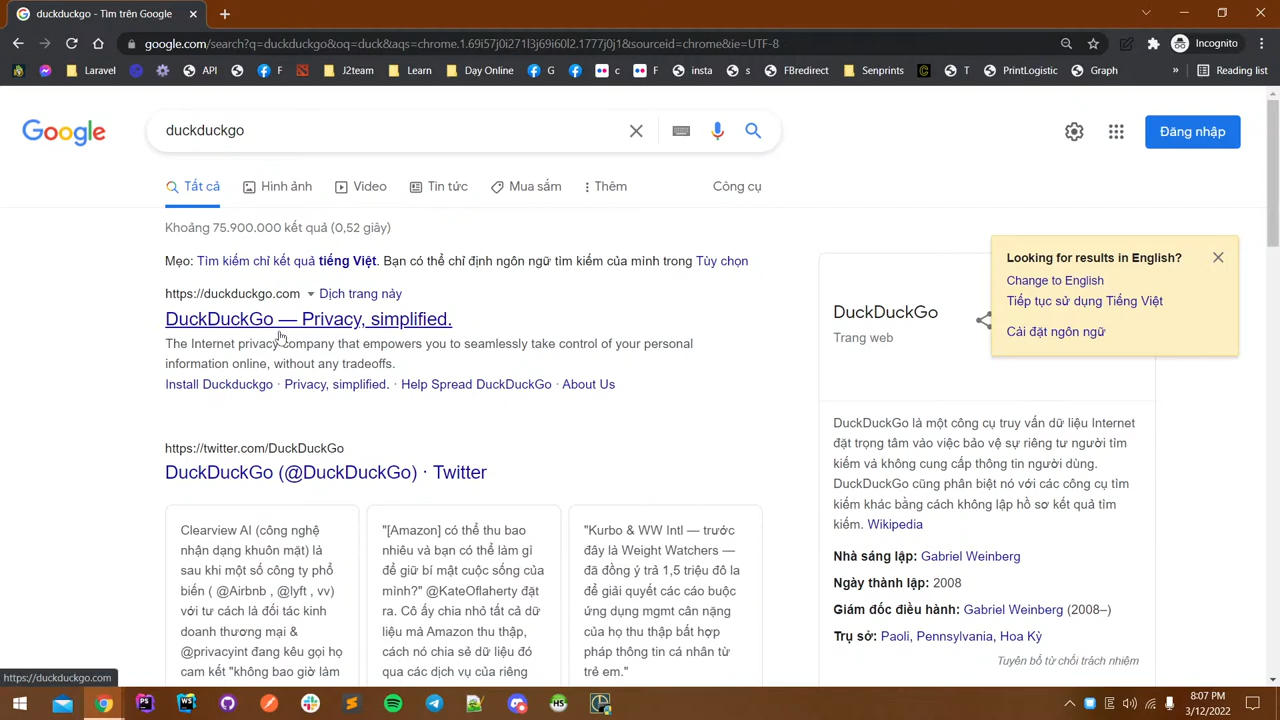 duckduckgo - Tìm trên Google
google.com/search?q=duckduckgo&oq=duck&aqs=chrome.1.69i57j0i271l3j69i60l2.1777j0j1&sourceid=chrome&ie=UTF-8
Incognito
Laravel
API
F
J2team
Learn
Day Online
G
c
F
insta
s
FBredirect
Senprints
T
PrintLogistic
Graph
»
Reading list
Google
duckduckgo
Đăng nhập
Tất cả
Hình ảnh
Video
Tin tức
Mua sắm
Thêm
Công cụ
Khoảng 75.900.000 kết quả (0,52 giây)
Mẹo: Tìm kiếm chỉ kết quả tiếng Việt. Bạn có thể chỉ định ngôn ngữ tìm kiếm của mình trong Tùy chọn
https://duckduckgo.com Dịch trang này
DuckDuckGo — Privacy, simplified.
The Internet privacy company that empowers you to seamlessly take control of your personal
information online, without any tradeoffs.
Install Duckduckgo · Privacy, simplified. · Help Spread DuckDuckGo · About Us
https://twitter.com/DuckDuckGo
DuckDuckGo (@DuckDuckGo) · Twitter
Clearview AI (công nghệ
nhận dạng khuôn mặt) là
sau khi một số công ty phổ
biến ( @Airbnb , @lyft , vv)
với tư cách là đối tác kinh
doanh thương mại &
@privacyint đang kêu gọi họ
cam kết "không bao giờ làm
"[Amazon] có thể thu bao
nhiêu và bạn có thể làm gì
để giữ bí mật cuộc sống của
mình?" @KateOflaherty đặt
ra. Cô ấy chia nhỏ tất cả dữ
liệu mà Amazon thu thập,
cách nó chia sẻ dữ liệu đó
qua các dịch vụ của riêng
"Kurbo & WW Intl — trước
đây là Weight Watchers —
đã đồng ý trả 1,5 triệu đô la
để giải quyết các cáo buộc
ứng dụng mgmt cân nặng
của họ thu thập bất hợp
pháp thông tin cá nhân từ
trẻ em."
Looking for results in English?
Change to English
Tiếp tục sử dụng Tiếng Việt
Cài đặt ngôn ngữ
DuckDuckGo
Trang web
DuckDuckGo là một công cụ truy vấn dữ liệu Internet
đặt trọng tâm vào việc bảo vệ sự riêng tư người tìm
kiếm và không cung cấp thông tin người dùng.
DuckDuckGo cũng phân biệt nó với các công cụ tìm
kiếm khác bằng cách không lập hồ sơ kết quả tìm
kiếm. Wikipedia
Nhà sáng lập: Gabriel Weinberg
Ngày thành lập: 2008
Giám đốc điều hành: Gabriel Weinberg (2008–)
Trụ sở: Paoli, Pennsylvania, Hoa Kỳ
Tuyên bố từ chối trách nhiệm
https://duckduckgo.com
PS
WS
HS
8:07 PM
3/12/2022